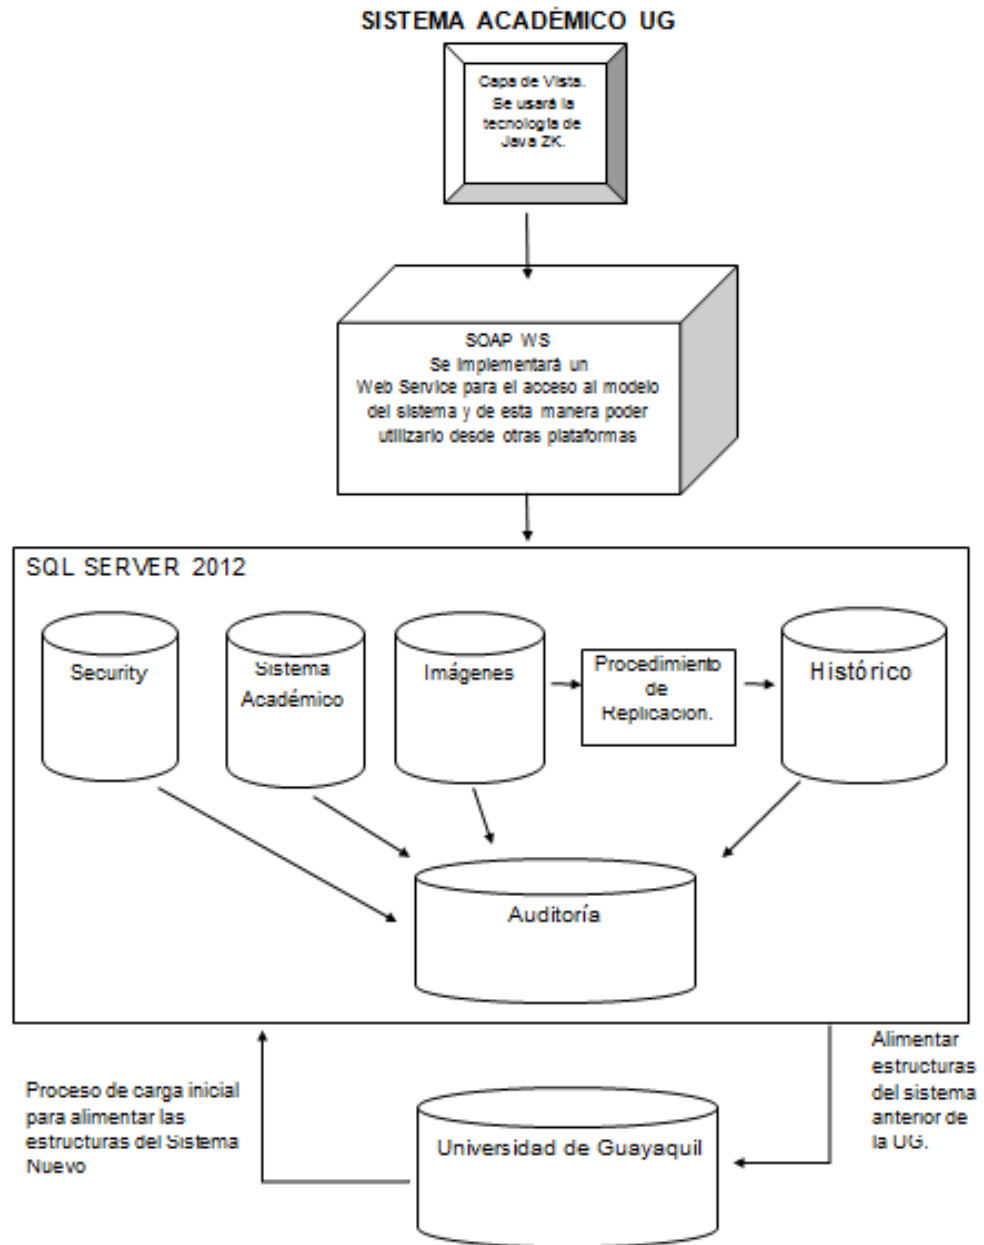 SISTEMA ACADÉMICO UG
Capa de Vista.
Se usará la
tecnología de
Java ZK.
SOAP WS
Se implementará un
Web Service para el acceso al modelo
del sistema y de esta manera poder
utilizarlo desde otras plataformas
SQL SERVER 2012
Security
Sistema
Académico
Imágenes
Procedimiento
de
Replicación.
Histórico
Auditoría
Proceso de carga inicial
para alimentar las
estructuras del Sistema
Nuevo
Universidad de Guayaquil
Alimentar
estructuras
del sistema
anterior de
la UG.